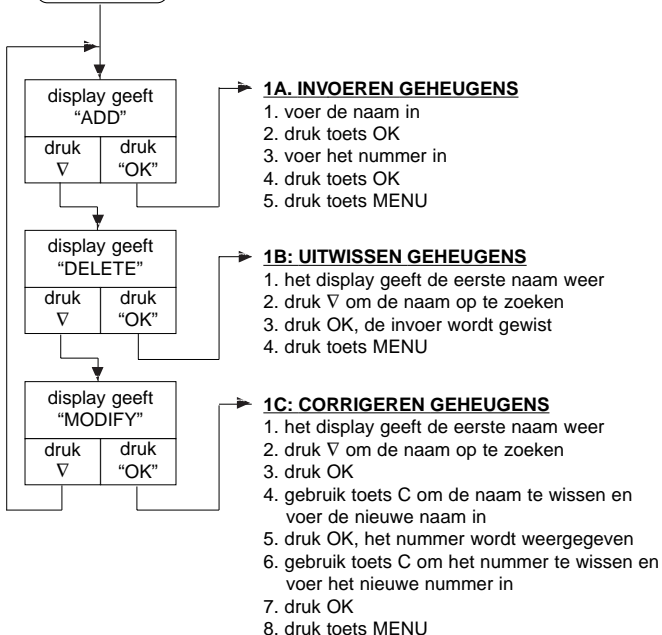 display geeft
“ADD”
druk
∇
druk
“OK”
1A. INVOEREN GEHEUGENS
1. voer de naam in
2. druk toets OK
3. voer het nummer in
4. druk toets OK
5. druk toets MENU
display geeft
“DELETE”
druk
∇
druk
“OK”
1B: UITWISSEN GEHEUGENS
1. het display geeft de eerste naam weer
2. druk ∇ om de naam op te zoeken
3. druk OK, de invoer wordt gewist
4. druk toets MENU
display geeft
“MODIFY”
druk
∇
druk
“OK”
1C: CORRIGEREN GEHEUGENS
1. het display geeft de eerste naam weer
2. druk ∇ om de naam op te zoeken
3. druk OK
4. gebruik toets C om de naam te wissen en
voer de nieuwe naam in
5. druk OK, het nummer wordt weergegeven
6. gebruik toets C om het nummer te wissen en
voer het nieuwe nummer in
7. druk OK
8. druk toets MENU